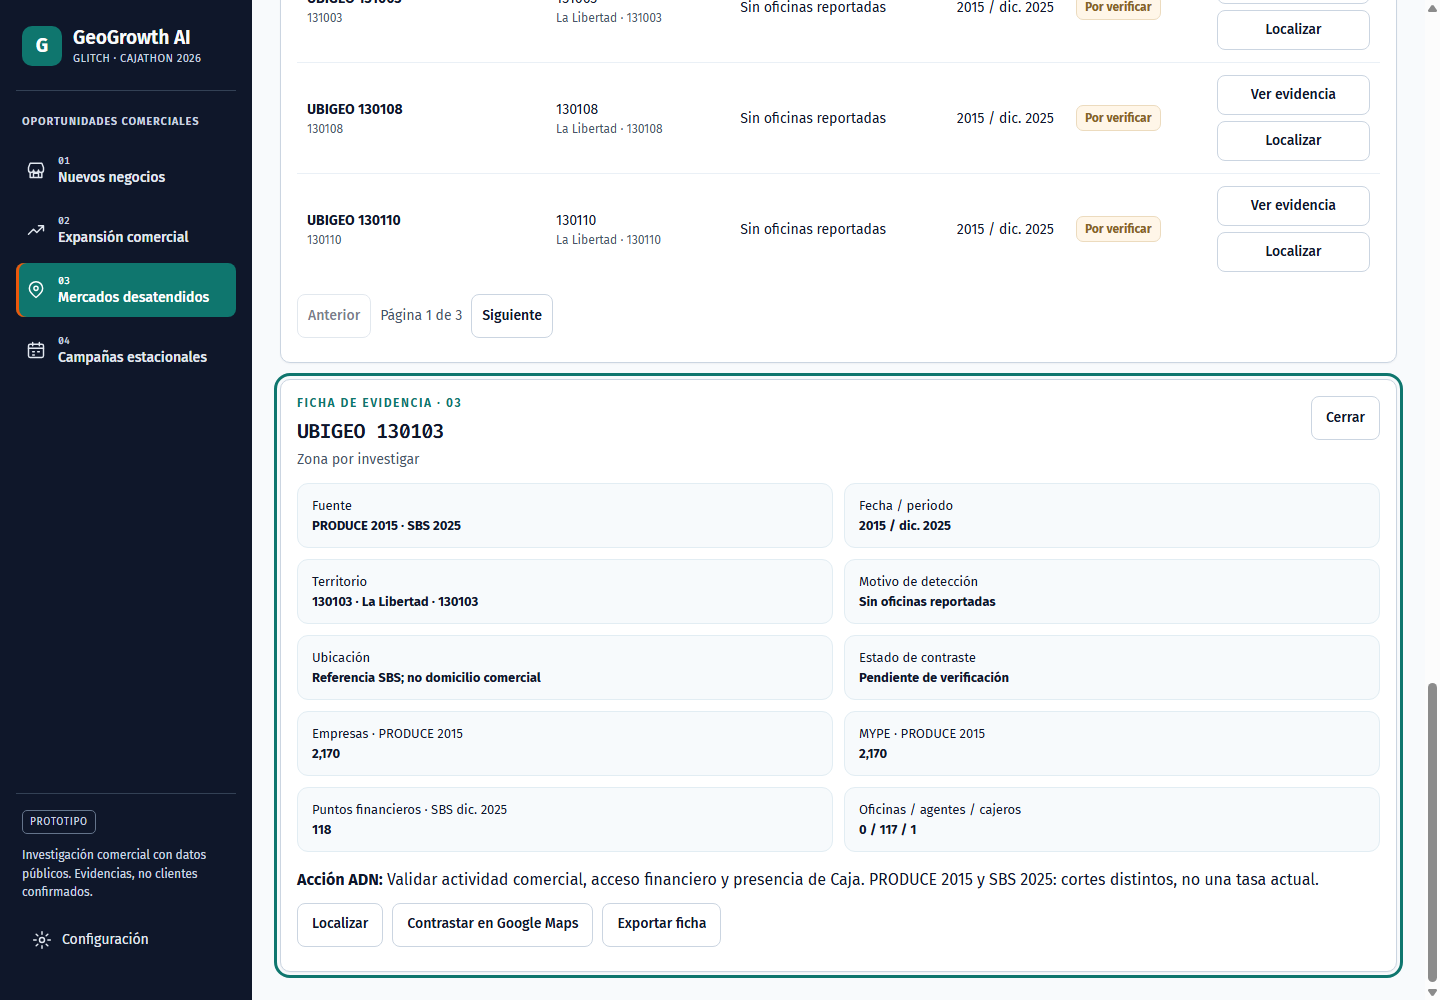 G
GeoGrowth AI
GLITCH · CAJATHON 2026
OPORTUNIDADES COMERCIALES
01
Nuevos negocios
02
Expansión comercial
03
Mercados desatendidos
04
Campañas estacionales
PROTOTIPO
Investigación comercial con datos
públicos. Evidencias, no clientes
confirmados.
Configuración
131003
La Libertad · 131003
Sin oficinas reportadas
2015 / dic. 2025
Por verificar
Localizar
UBIGEO 130108
130108
130108
La Libertad · 130108
Sin oficinas reportadas
2015 / dic. 2025
Por verificar
Ver evidencia
Localizar
UBIGEO 130110
130110
130110
La Libertad · 130110
Sin oficinas reportadas
2015 / dic. 2025
Por verificar
Ver evidencia
Localizar
Anterior
Página 1 de 3
Siguiente
FICHA DE EVIDENCIA · 03
UBIGEO 130103
Zona por investigar
Cerrar
Fuente
PRODUCE 2015 · SBS 2025
Fecha / periodo
2015 / dic. 2025
Territorio
130103 · La Libertad · 130103
Motivo de detección
Sin oficinas reportadas
Ubicación
Referencia SBS; no domicilio comercial
Estado de contraste
Pendiente de verificación
Empresas · PRODUCE 2015
2,170
MYPE · PRODUCE 2015
2,170
Puntos financieros · SBS dic. 2025
118
Oficinas / agentes / cajeros
0 / 117 / 1
Acción ADN: Validar actividad comercial, acceso financiero y presencia de Caja. PRODUCE 2015 y SBS 2025: cortes distintos, no una tasa actual.
Localizar
Contrastar en Google Maps
Exportar ficha